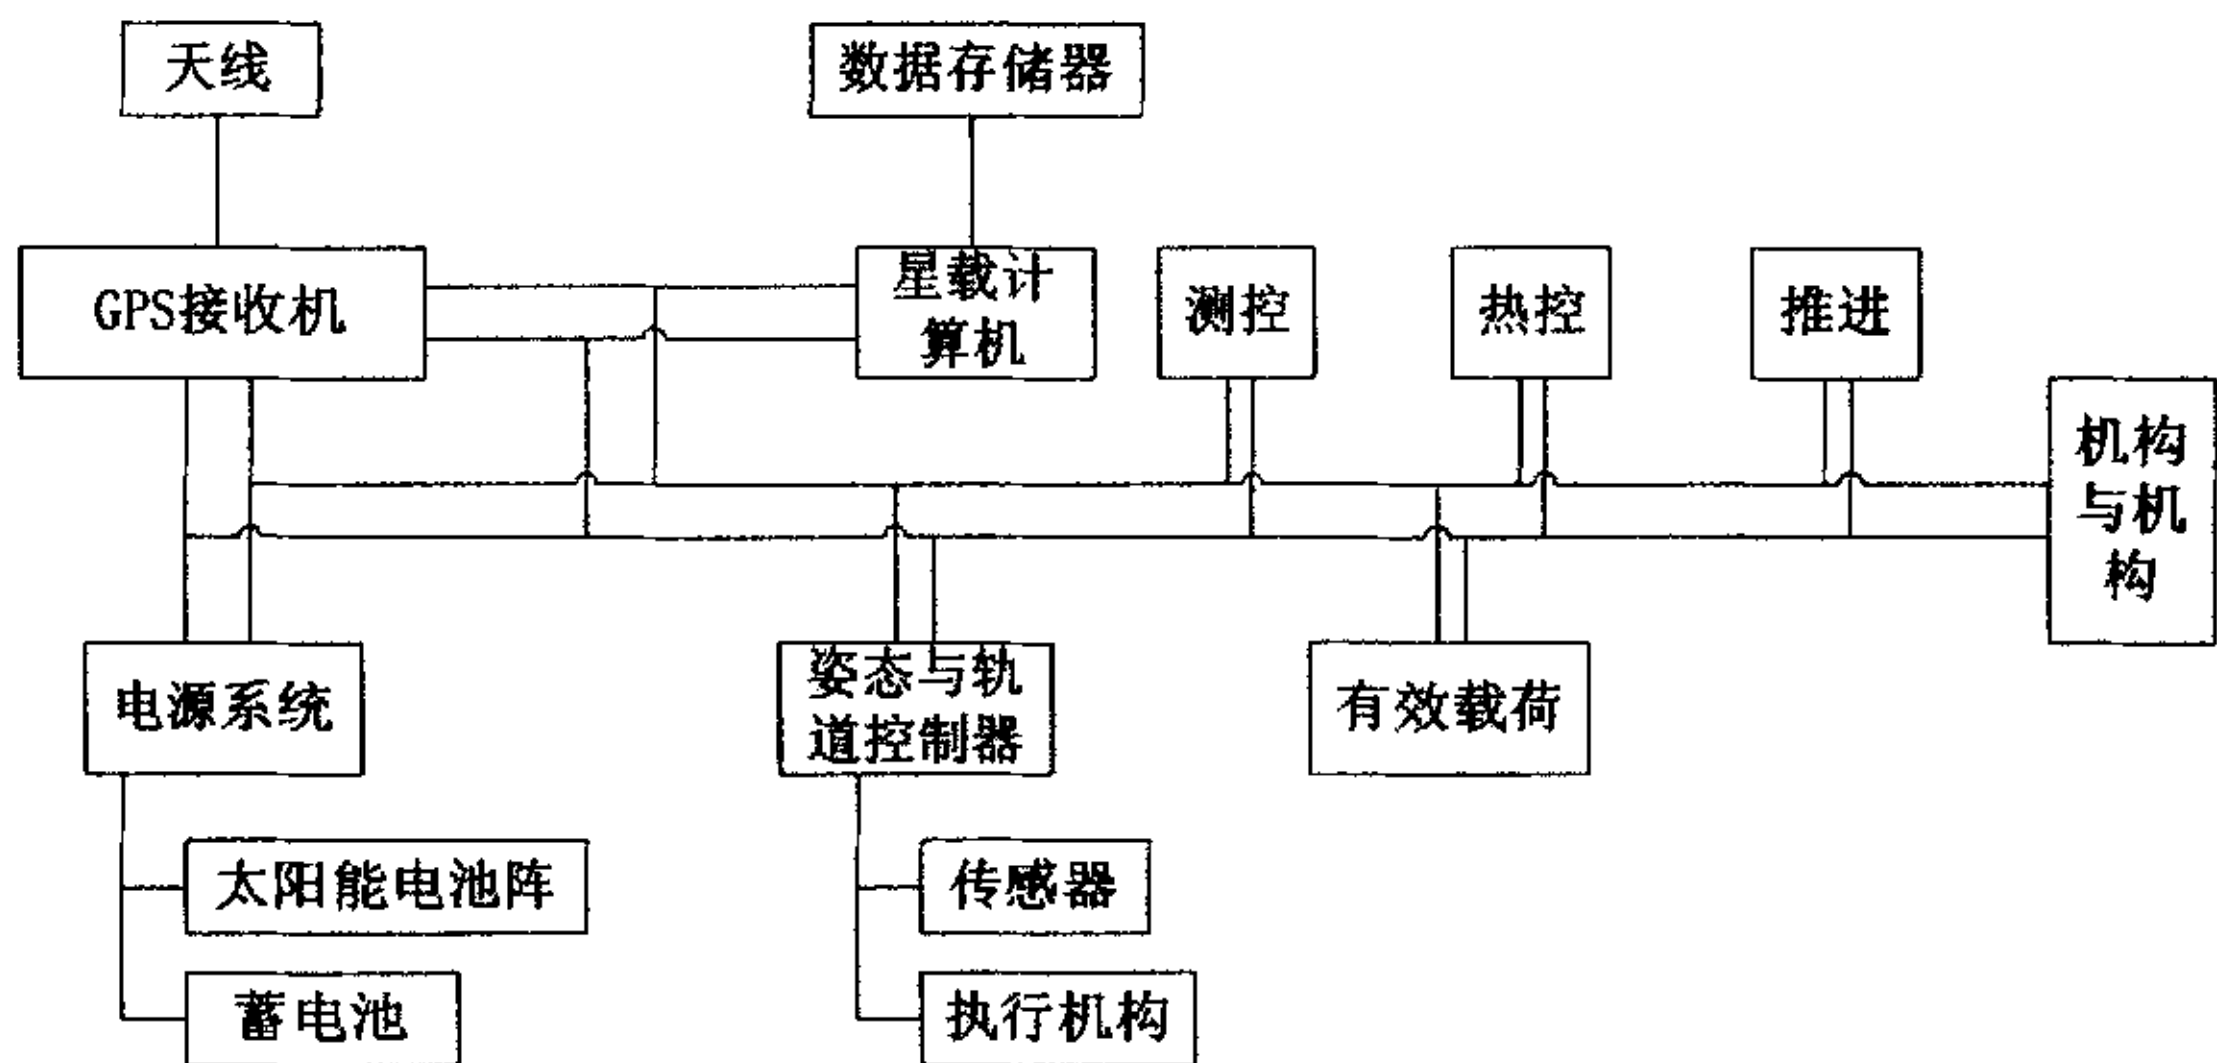 天线
数据存储器
GPS接收机
星载计
算机
测控
热控
推进
机构
与机
构
电源系统
姿态与轨
道控制器
有效载荷
太阳能电池阵
传感器
蓄电池
执行机构